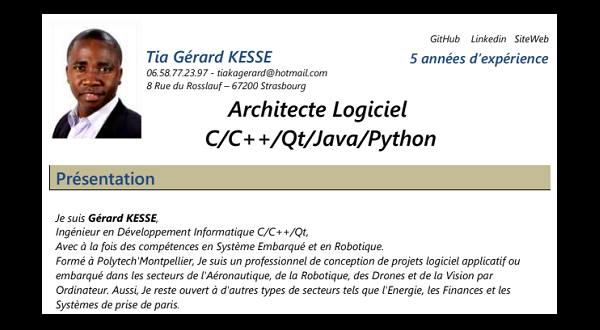 GitHub Linkedin SiteWeb
Tia Gérard KESSE
5 années d'expérience
06.58.77.23.97 - tiakagerard@hotmail.com
8 Rue du Rosslauf – 67200 Strasbourg
Architecte Logiciel
C/C++/Qt/Java/Python
Présentation
Je suis Gérard KESSE,
Ingénieur en Développement Informatique C/C++/Qt,
Avec à la fois des compétences en Système Embarqué et en Robotique.
Formé à Polytech'Montpellier, Je suis un professionnel de conception de projets logiciel applicatif ou
embarqué dans les secteurs de l'Aéronautique, de la Robotique, des Drones et de la Vision par
Ordinateur. Aussi, Je reste ouvert à d'autres types de secteurs tels que l'Energie, les Finances et les
Systèmes de prise de paris.